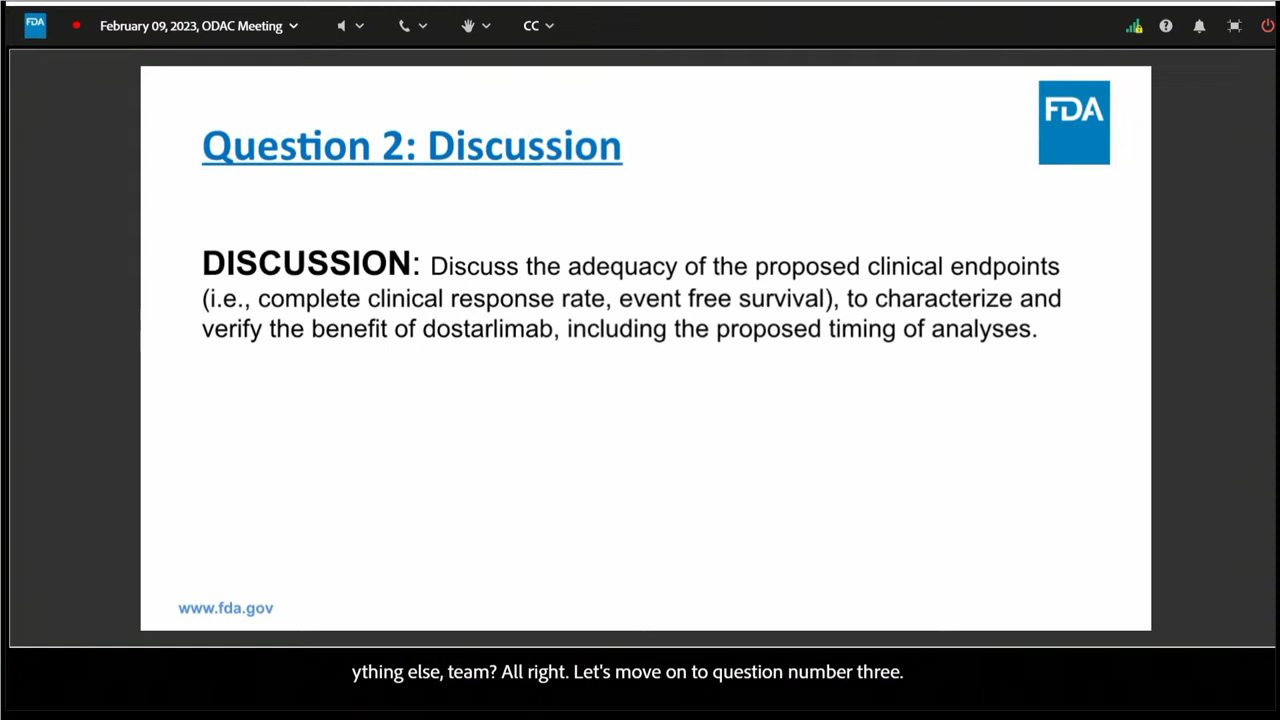 FDA
February 09, 2023, ODAC Meeting
CC
FDA
Question 2: Discussion
DISCUSSION: Discuss the adequacy of the proposed clinical endpoints
(i.e., complete clinical response rate, event free survival), to characterize and
verify the benefit of dostarlimab, including the proposed timing of analyses.
www.fda.gov
ything else, team? All right. Let's move on to question number three.